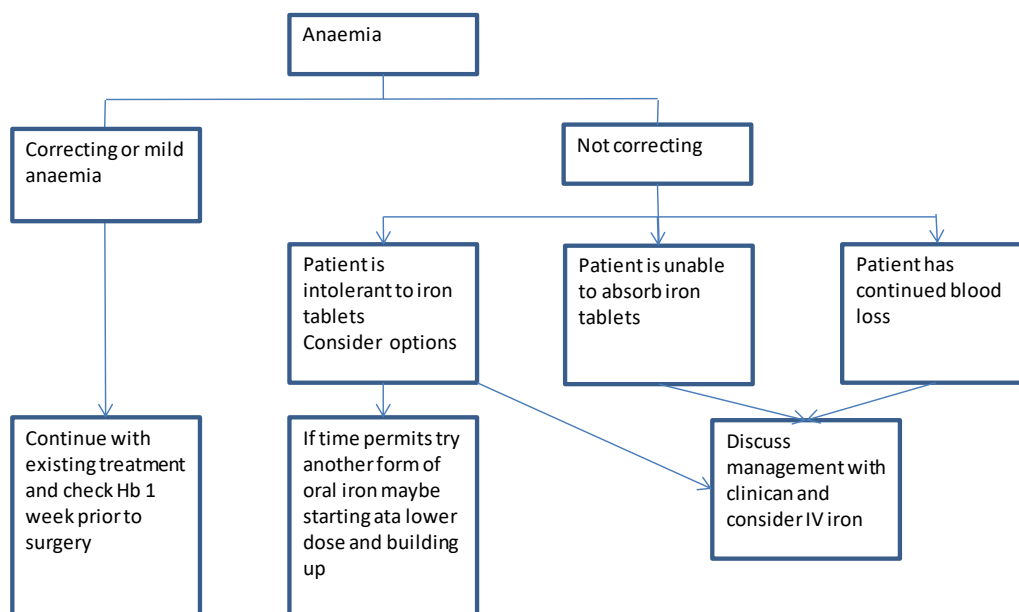 Anaemia
Correcting or mild
anaemia
Not correcting
Patient is
intolerant to iron
tablets
Consider options
Patient is unable
to absorb iron
tablets
Patient has
continued blood
loss
Continue with
existing treatment
and check Hb 1
week prior to
surgery
If time permits try
another form of
oral iron maybe
starting ata lower
dose and building
up
Discuss
management with
clinican and
consider IV iron